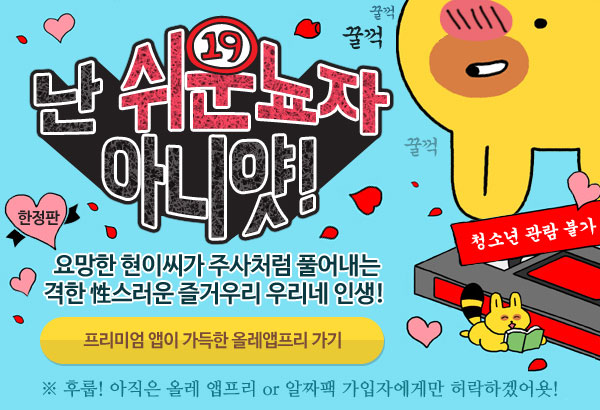 꿀꺽
꿀꺽
19
난 쉬운뇨자
아니얏!
꿀꺽
한정판
청소년 관람 불가
요망한 현이씨가 주사처럼 풀어내는
격한 性스러운 즐거우리 우리네 인생!
프리미엄 앱이 가득한 올레앱프리 가기
※ 후룹! 아직은 올레 앱프리 or 알짜팩 가입자에게만 허락하겠어욧!